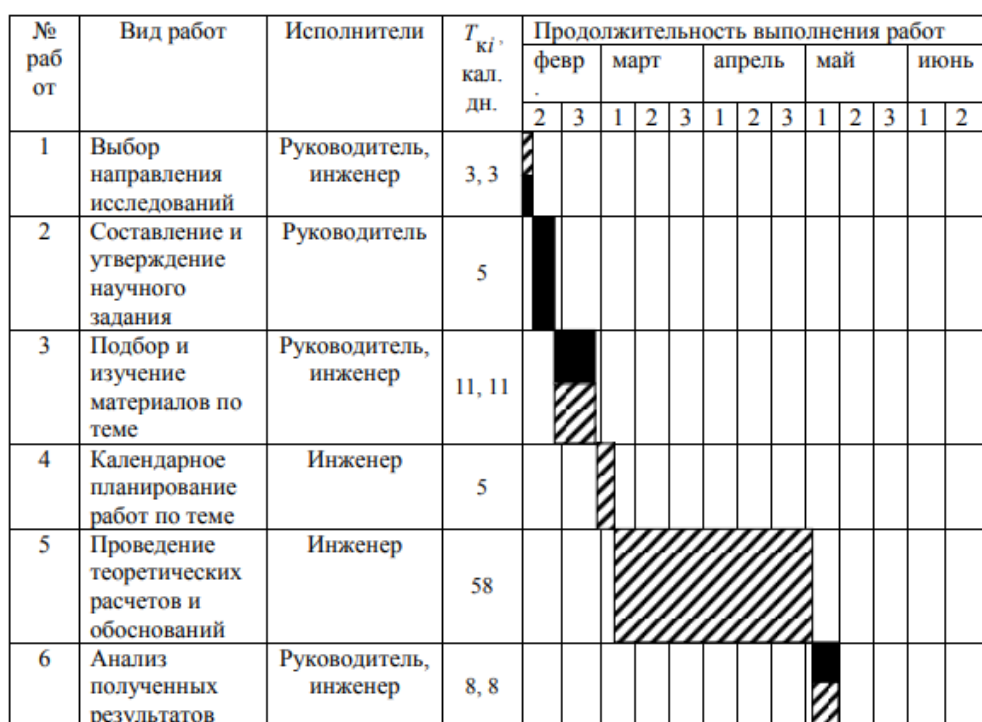 № раб от
Вид работ
Исполнители
Tкi, кал. дн.
Продолжительность выполнения работ
февр. март апрель май июнь
2 3 1 2 3 1 2 3 1 2 3 1 2
1
Выбор
направления
исследований
Руководитель,
инженер
3, 3
2
Составление и
утверждение
научного
задания
Руководитель
5
3
Подбор и
изучение
материалов по
теме
Руководитель,
инженер
11, 11
4
Календарное
планирование
работ по теме
Инженер
5
5
Проведение
теоретических
расчетов и
обоснований
Инженер
58
6
Анализ
полученных
результатов
Руководитель,
инженер
8, 8